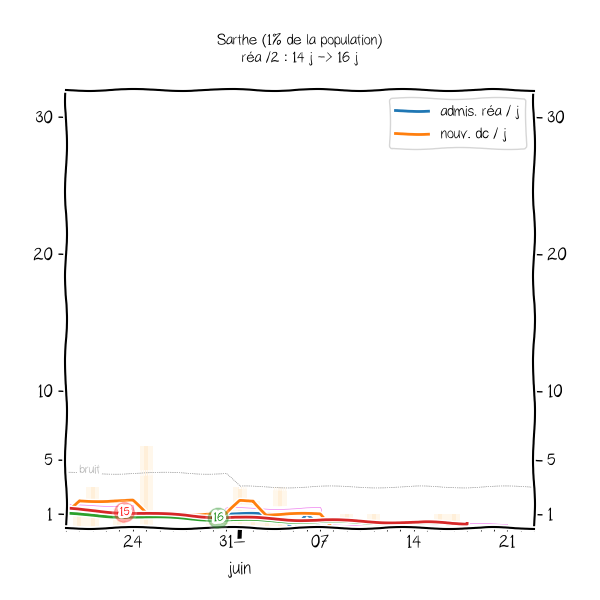 Sarthe (1% de la population)
réa /2 : 14 j -> 16 j
admis. réa / j
nouv. dc / j
30 30
20 20
10 10
5 5
bruit
15
16
1 1
24 31 07 14 21
juin